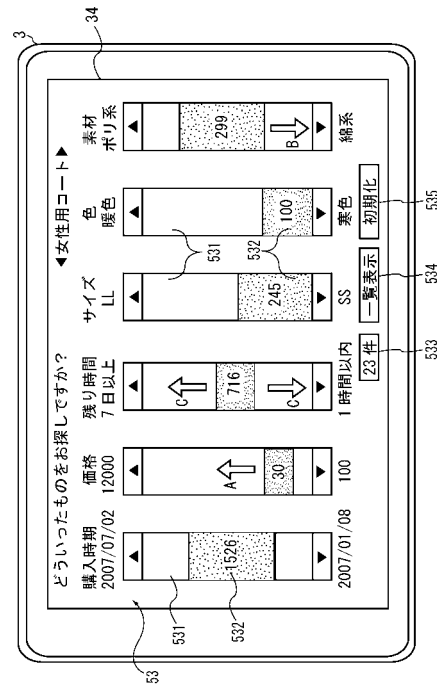 3
34
どういったものをお探しですか？
◀女性用コート▶
購入時期 価格 残り時間 サイズ 色 素材
2007/07/02 12000 7日以上 LL 暖色 ポリ系
▲ ▲ ▲ ▲ ▲ ▲
531 A C 531
1526 30 716 245 100 299
532 C 532 B
▼ ▼ ▼ ▼ ▼ ▼
2007/01/08 100 1時間以内 SS 寒色 綿系
23件 一覧表示 初期化
53
533 534 535